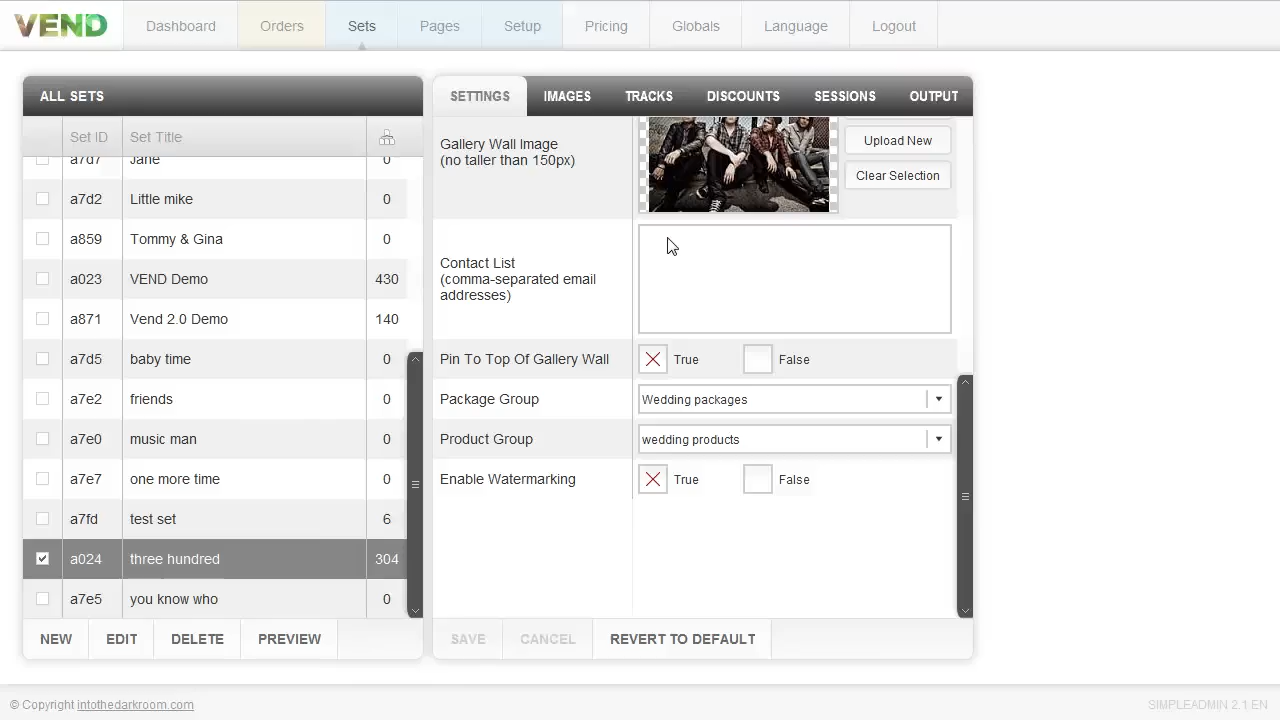 VEND
Dashboard
Orders
Sets
Pages
Setup
Pricing
Globals
Language
Logout
ALL SETS
Set ID Set Title
a7d7 Jane 0
a7d2 Little mike 0
a859 Tommy & Gina 0
a023 VEND Demo 430
a871 Vend 2.0 Demo 140
a7d5 baby time 0
a7e2 friends 0
a7e0 music man 0
a7e7 one more time 0
a7fd test set 6
a024 three hundred 304
a7e5 you know who 0
NEW EDIT DELETE PREVIEW
SETTINGS IMAGES TRACKS DISCOUNTS SESSIONS OUTPUT
Gallery Wall Image
(no taller than 150px)
Upload New
Clear Selection
Contact List
(comma-separated email
addresses)
Pin To Top Of Gallery Wall True False
Package Group Wedding packages
Product Group wedding products
Enable Watermarking True False
SAVE CANCEL REVERT TO DEFAULT
© Copyright intothedarkroom.com
SIMPLEADMIN 2.1 EN